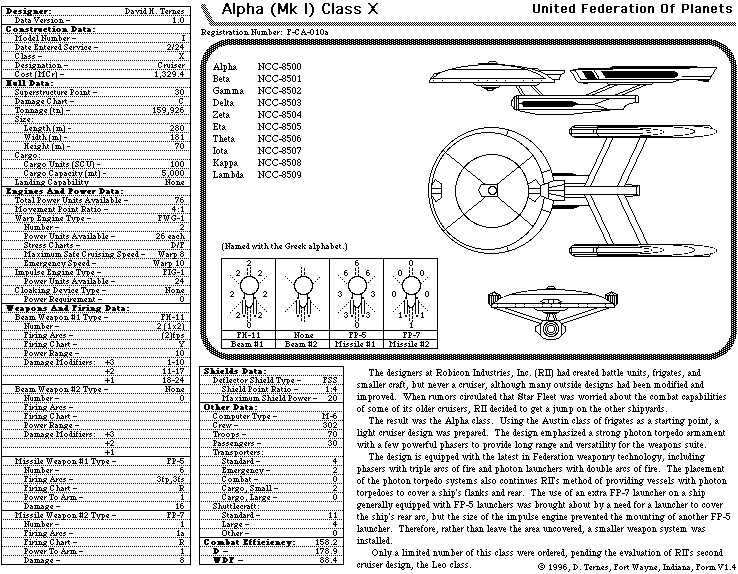 Alpha (Mk I) Class X
United Federation Of Planets
Registration Number: F-CA-010a
Designer: David H. Ternes
Data Version - 1.0
Construction Data:
Model Number - I
Date Entered Service - 2/24
Class - X
Designation - Cruiser
Cost (MCr) - 1,329.4
Hull Data:
Superstructure Point - 30
Damage Chart - C
Tonnage (tn) - 159,926
Size:
Length (m) - 280
Width (m) - 181
Height (m) - 70
Cargo:
Cargo Units (SCU) - 100
Cargo Capacity (mt) - 5,000
Landing Capability None
Engines And Power Data:
Total Power Units Available - 76
Movement Point Ratio - 4:1
Warp Engine Type - FWG-1
Number - 2
Power Units Available - 26 each
Stress Charts - D/F
Maximum Safe Cruising Speed - Warp 8
Emergency Speed - Warp 10
Impulse Engine Type - FIG-1
Power Units Available - 24
Cloaking Device Type - None
Power Requirement - 0
Weapons And Firing Data:
Beam Weapon #1 Type - FH-11
Number - 2 (1x2)
Firing Arcs - (2)fps
Firing Chart - Y
Power Range - 10
Damage Modifiers: +3 1-10
+2 11-17
+1 18-24
Beam Weapon #2 Type - None
Number - 0
Firing Arcs -
Firing Chart -
Power Range -
Damage Modifiers: +3
+2
+1
Missile Weapon #1 Type - FP-5
Number - 6
Firing Arcs - 3fp,3fs
Firing Chart - R
Power To Arm - 1
Damage - 16
Missile Weapon #2 Type - FP-7
Number - 1
Firing Arcs - 1a
Firing Chart - R
Power To Arm - 1
Damage - 8
Alpha NCC-8500
Beta NCC-8501
Gamma NCC-8502
Delta NCC-8503
Zeta NCC-8504
Eta NCC-8505
Theta NCC-8506
Iota NCC-8507
Kappa NCC-8508
Lambda NCC-8509
(Named with the Greek alphabet.)
2 6 0
2 2 6 6 0 0
2 2 3 3 0 0
0 0 1
FH-11 None FP-5 FP-7
Beam #1 Beam #2 Missile #1 Missile #2
Shields Data:
Deflector Shield Type - FSS
Shield Point Ratio - 1:4
Maximum Shield Power - 20
Other Data:
Computer Type - M-6
Crew - 302
Troops - 70
Passengers - 30
Transporters:
Standard - 4
Emergency - 2
Combat - 0
Cargo, Small - 2
Cargo, Large - 2
Shuttlecraft:
Standard - 11
Large - 4
Other - 0
Combat Efficiency: 158.2
D - 178.9
WDF - 88.4
The designers at Robicon Industries, Inc. (RII) had created battle units, frigates, and
smaller craft, but never a cruiser, although many outside designs had been modified and
improved. When rumors circulated that Star Fleet was worried about the combat capabilities
of some of its older cruisers, RII decided to get a jump on the other shipyards.
The result was the Alpha class. Using the Austin class of frigates as a starting point, a
light cruiser design was prepared. The design emphasized a strong photon torpedo armament
with a few powerful phasers to provide long range and versatility for the weapons suite.
The design is equipped with the latest in Federation weaponry technology, including
phasers with triple arcs of fire and photon launchers with double arcs of fire. The placement
of the photon torpedo systems also continues RII's method of providing vessels with photon
torpedoes to cover a ship's flanks and rear. The use of an extra FP-7 launcher on a ship
generally equipped with FP-5 launchers was brought about by a need for a launcher to cover
the ship's rear arc, but the size of the impulse engine prevented the mounting of another FP-5
launcher. Therefore, rather than leave the area uncovered, a smaller weapon system was
installed.
Only a limited number of this class were ordered, pending the evaluation of RII's second
cruiser design, the Leo class.
© 1996, D. Ternes, Fort Wayne, Indiana, Form V1.4